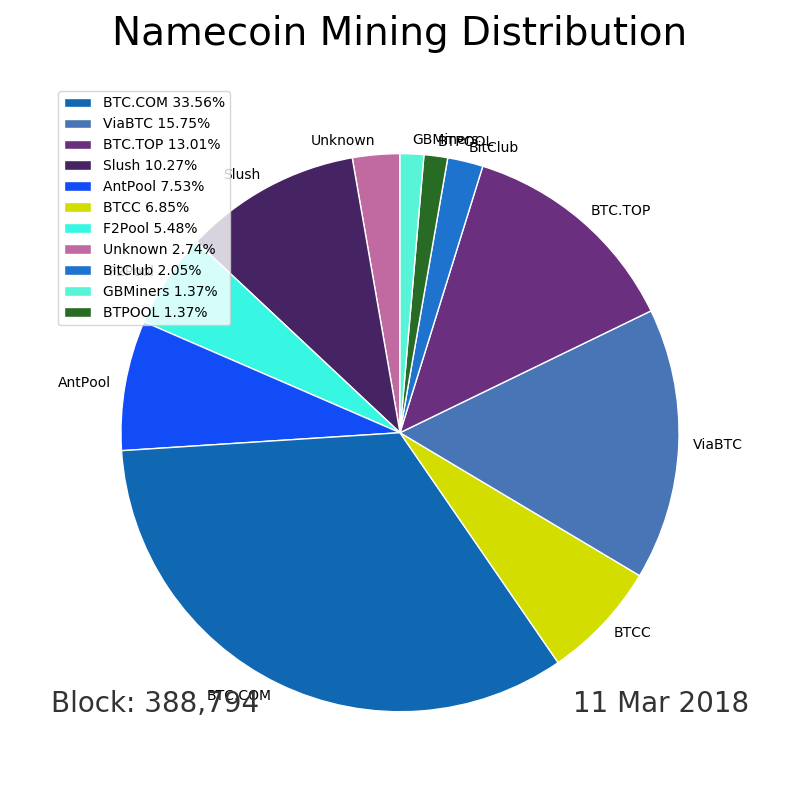 Namecoin Mining Distribution
BTC.COM 33.56%
ViaBTC 15.75%
BTC.TOP 13.01%
Slush 10.27%
AntPool 7.53%
BTCC 6.85%
F2Pool 5.48%
Unknown 2.74%
BitClub 2.05%
GBMiners 1.37%
BTPOOL 1.37%
Unknown
GBMiners
BTPOOL
BitClub
Slush
BTC.TOP
AntPool
ViaBTC
BTCC
BTC.COM
Block: 388,794
11 Mar 2018